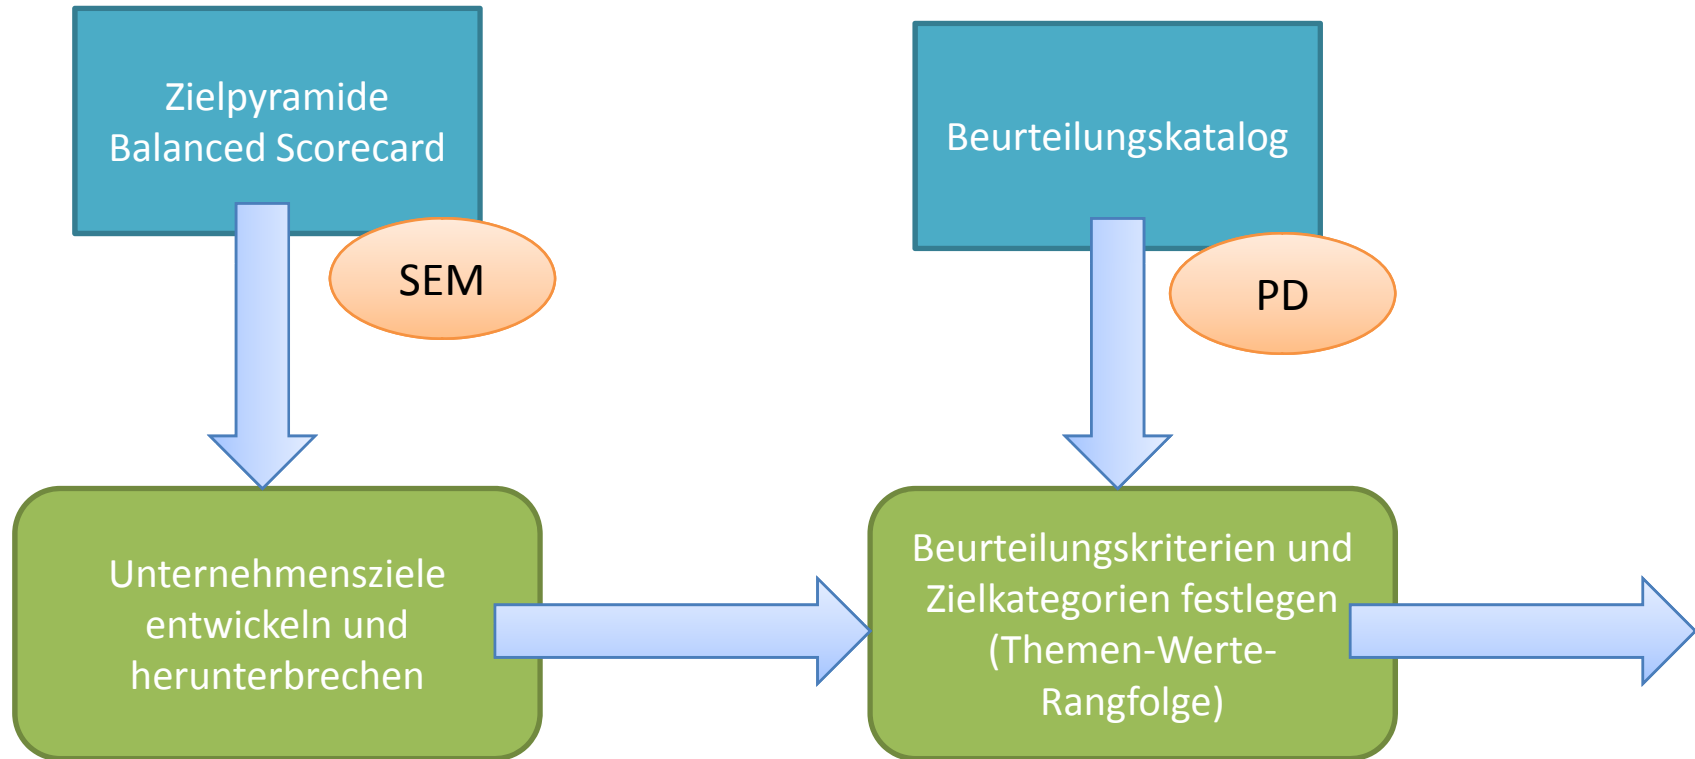 Zielpyramide
Balanced Scorecard
SEM
Beurteilungskatalog
PD
Unternehmensziele
entwickeln und
herunterbrechen
Beurteilungskriterien und
Zielkategorien festlegen
(Themen-Werte-
Rangfolge)